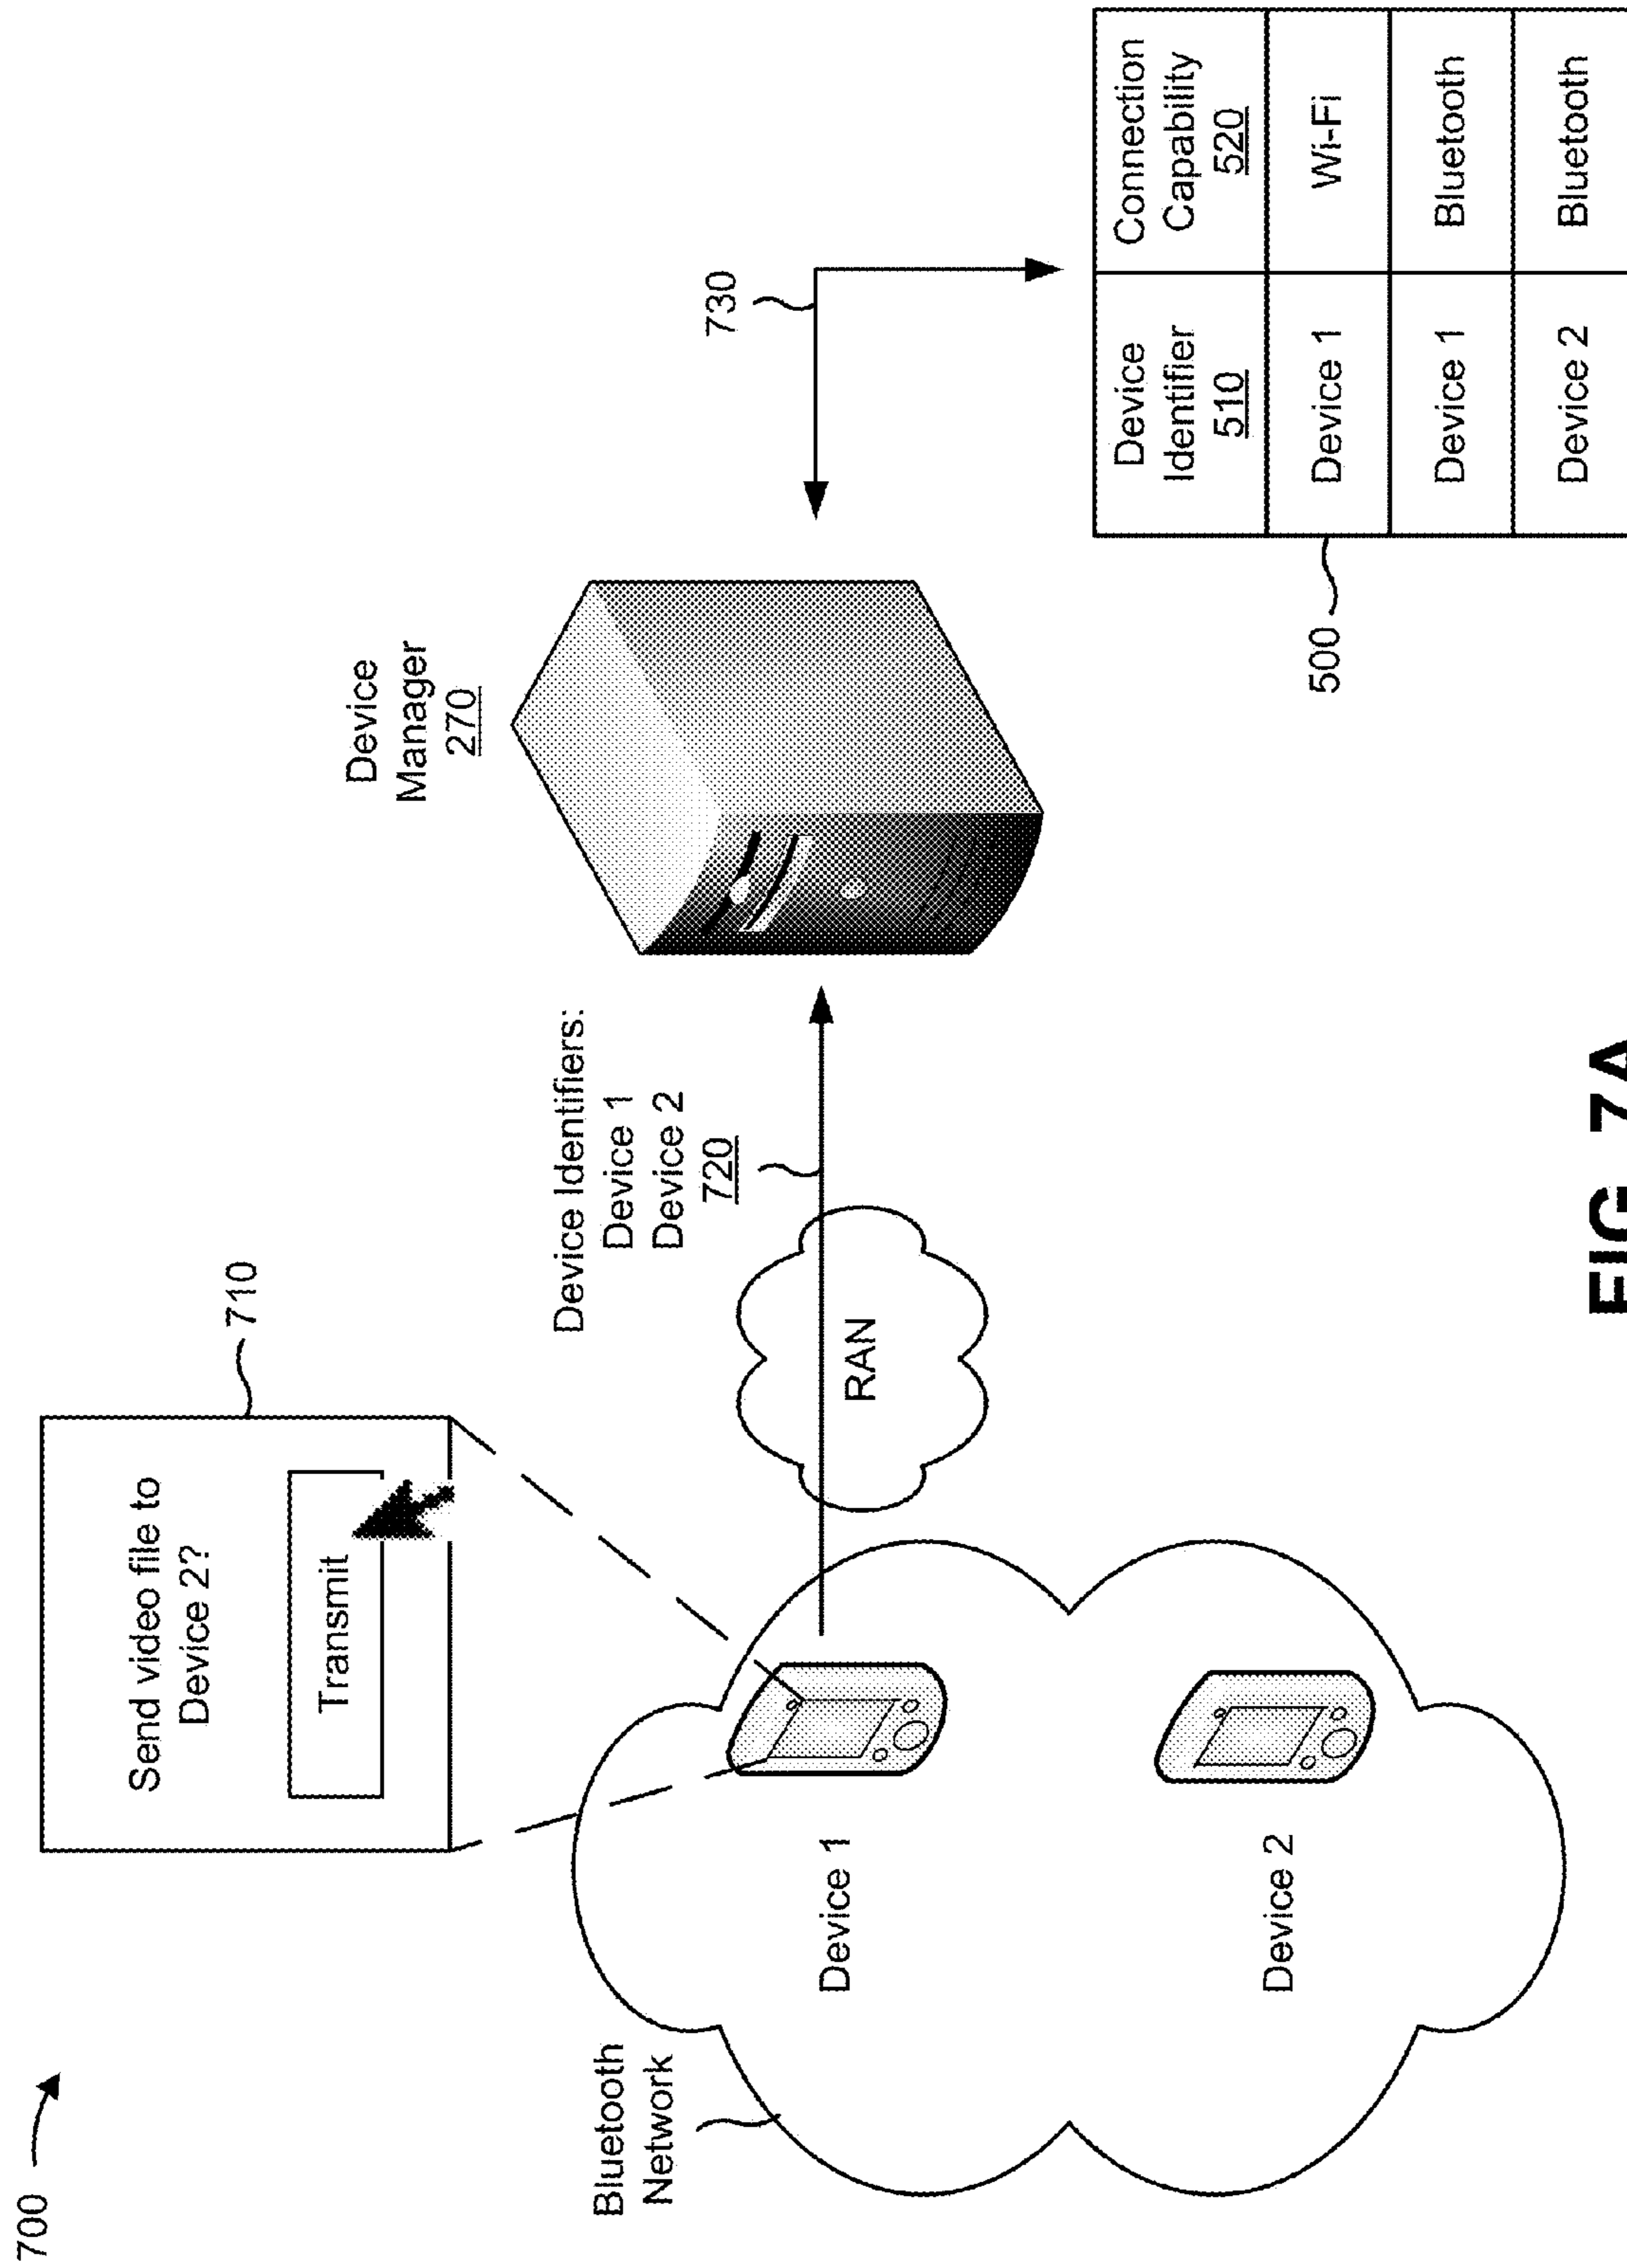 700
Send video file to
Device 2?
Transmit
710
Bluetooth
Network
Device 1
Device 2
RAN
Device Identifiers:
Device 1
Device 2
720
Device
Manager
270
730
500
Device
Identifier
510
Connection
Capability
520
Device 1
Wi-Fi
Device 1
Bluetooth
Device 2
Bluetooth
FIG. 7A